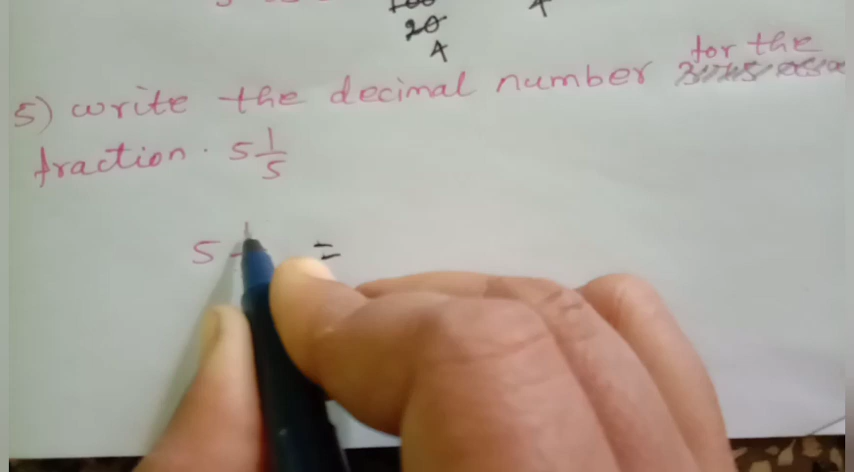 20
4
5) write the decimal number for the
fraction. 5 1/5
5 =